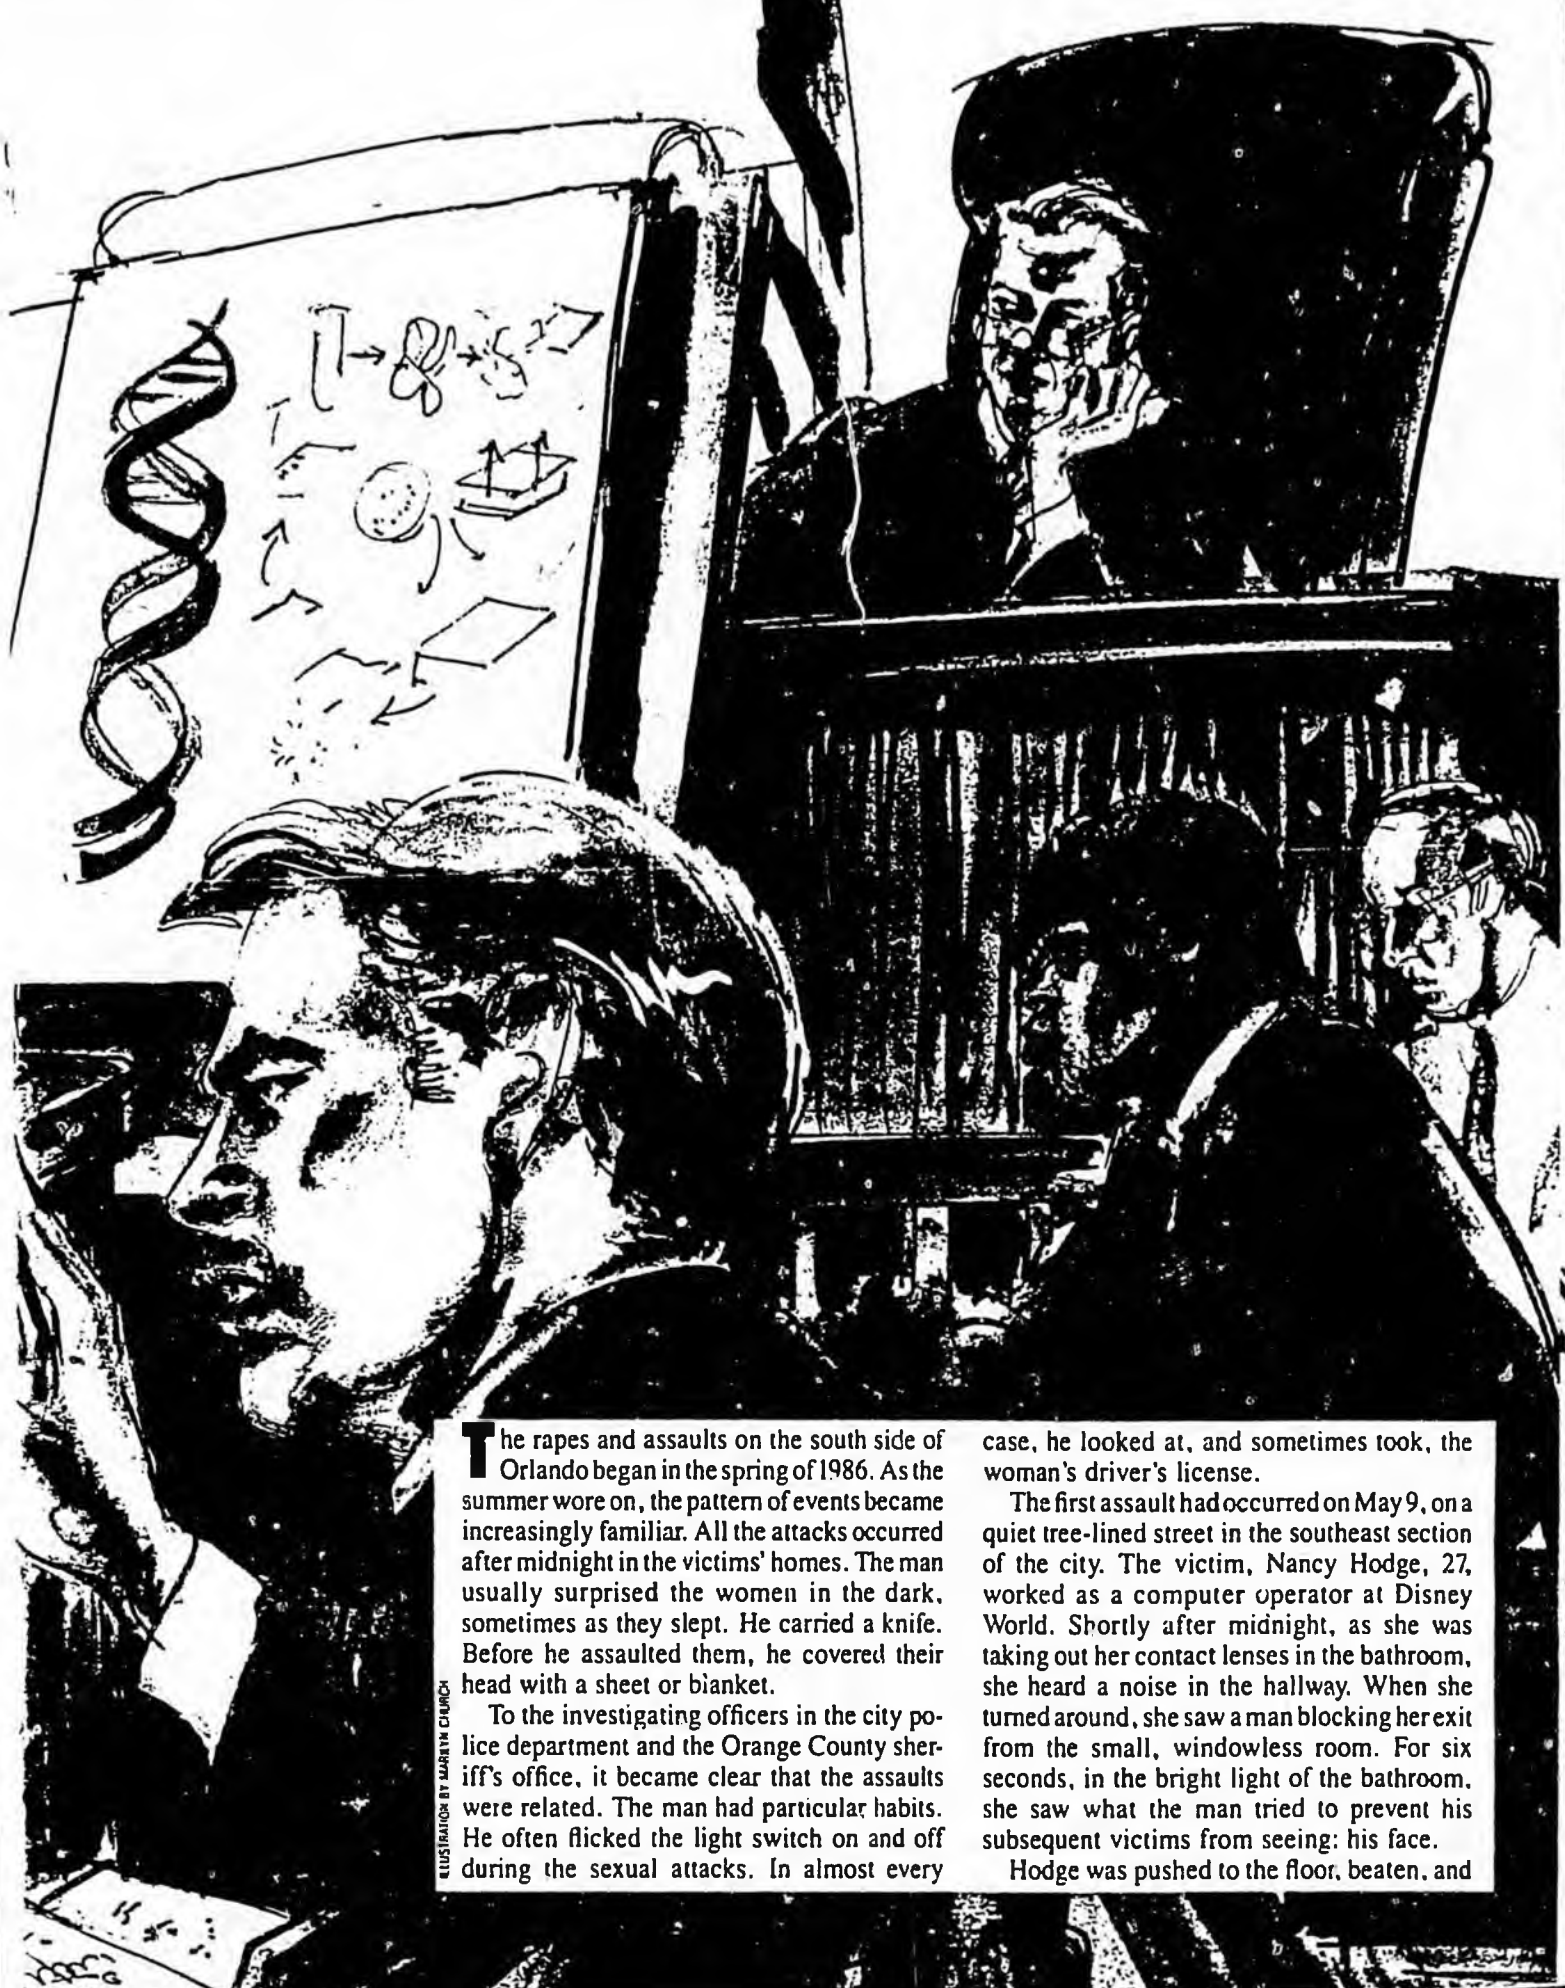 The rapes and assaults on the south side of
Orlando began in the spring of 1986. As the
summer wore on, the pattern of events became
increasingly familiar. All the attacks occurred
after midnight in the victims' homes. The man
usually surprised the women in the dark,
sometimes as they slept. He carried a knife.
Before he assaulted them, he covered their
head with a sheet or blanket.
To the investigating officers in the city po-
lice department and the Orange County sher-
iff's office, it became clear that the assaults
were related. The man had particular habits.
He often flicked the light switch on and off
during the sexual attacks. In almost every
case, he looked at, and sometimes took, the
woman's driver's license.
The first assault had occurred on May 9, on a
quiet tree-lined street in the southeast section
of the city. The victim, Nancy Hodge, 27,
worked as a computer operator at Disney
World. Shortly after midnight, as she was
taking out her contact lenses in the bathroom,
she heard a noise in the hallway. When she
turned around, she saw a man blocking her exit
from the small, windowless room. For six
seconds, in the bright light of the bathroom,
she saw what the man tried to prevent his
subsequent victims from seeing: his face.
Hodge was pushed to the floor, beaten, and
ILLUSTRATION BY MARILYN CHURCH